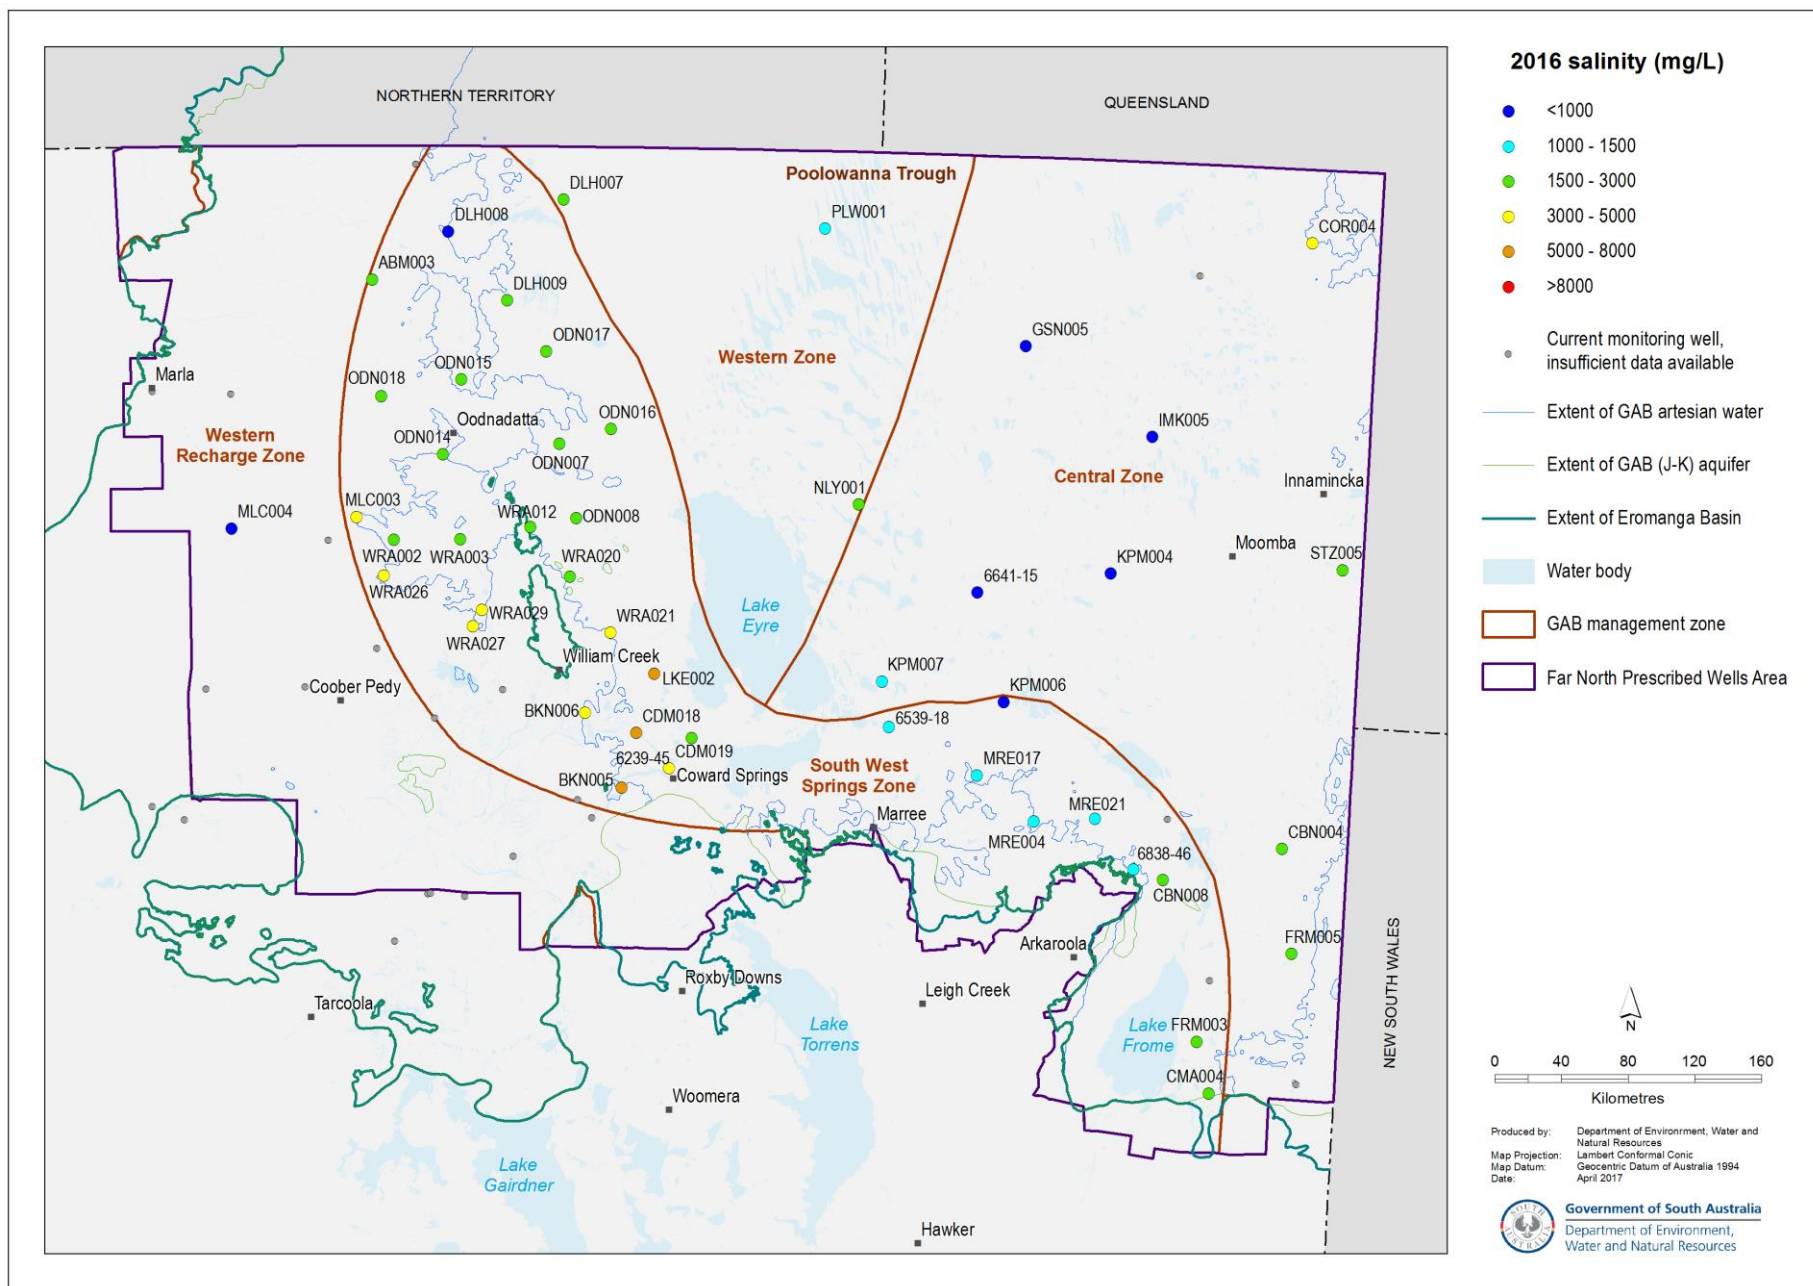 NORTHERN TERRITORY
QUEENSLAND
Poolowanna Trough
DLH007
DLH008
PLW001
COR004
ABM003
DLH009
GSN005
ODN017
Western Zone
ODN015
ODN018
Marla
ODN016
IMK005
Oodnadatta
Western
Recharge Zone
ODN014
ODN007
Central Zone
Innamincka
NLY001
MLC003
MLC004
WRA012
ODN008
WRA002
WRA003
WRA020
Moomba
STZ005
KPM004
6641-15
WRA026
WRA029
WRA021
Lake
Eyre
WRA027
William Creek
LKE002
KPM007
KPM006
Coober Pedy
BKN006
CDM018
6539-18
6239-45
CDM019
BKN005
Coward Springs
South West
Springs Zone
MRE017
MRE021
Marree
MRE004
CBN004
6838-46
CBN008
Arkaroola
FRM005
NEW SOUTH WALES
Roxby Downs
Leigh Creek
Tarcoola
Lake
Torrens
Lake
Frome
FRM003
CMA004
Woomera
Lake
Gairdner
Hawker
2016 salinity (mg/L)
<1000
1000 - 1500
1500 - 3000
3000 - 5000
5000 - 8000
>8000
Current monitoring well,
insufficient data available
Extent of GAB artesian water
Extent of GAB (J-K) aquifer
Extent of Eromanga Basin
Water body
GAB management zone
Far North Prescribed Wells Area
N
0 40 80 120 160
Kilometres
Produced by: Department of Environment, Water and
Natural Resources
Map Projection: Lambert Conformal Conic
Map Datum: Geocentric Datum of Australia 1994
Date: April 2017
SOUTH AUSTRALIA
Government of South Australia
Department of Environment,
Water and Natural Resources